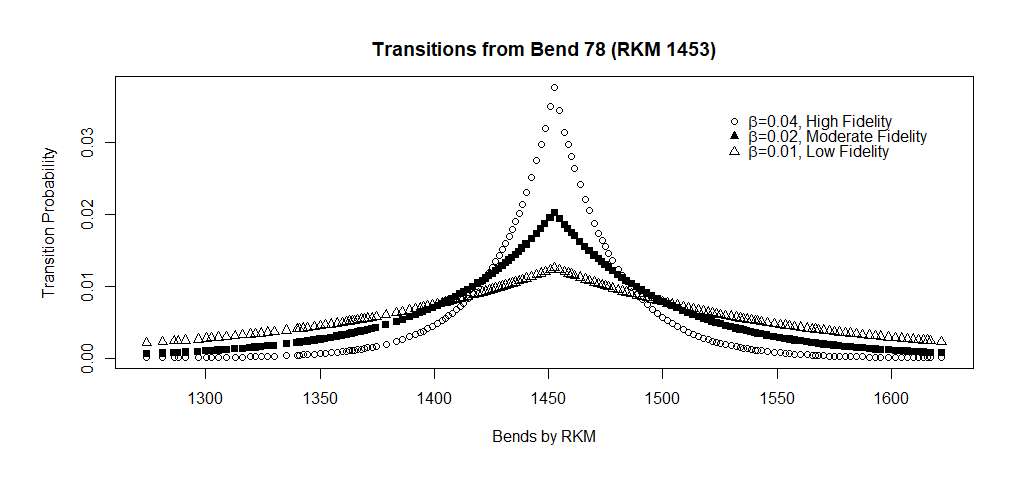 Transitions from Bend 78 (RKM 1453)
β=0.04, High Fidelity
β=0.02, Moderate Fidelity
β=0.01, Low Fidelity
Transition Probability
0.03
0.02
0.01
0.00
1300 1350 1400 1450 1500 1550 1600
Bends by RKM